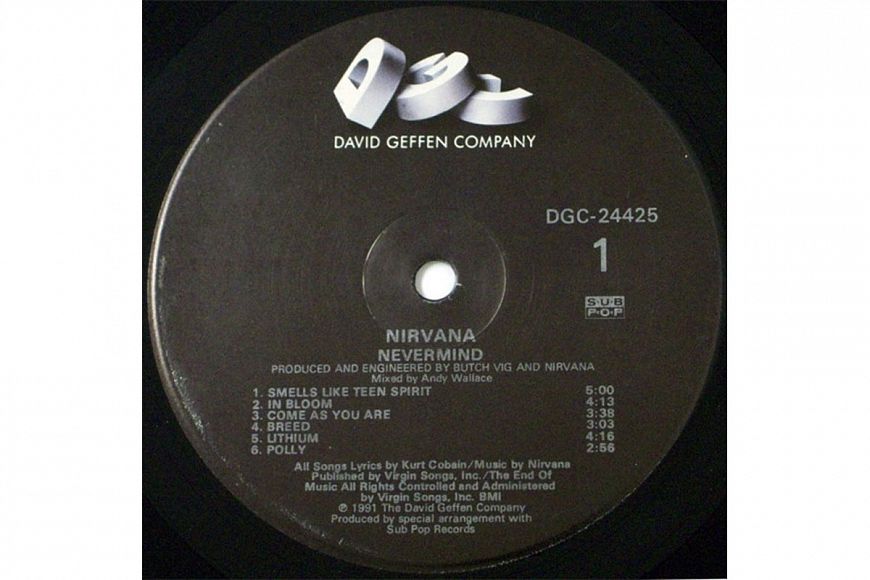 DGC
DAVID GEFFEN COMPANY
DGC-24425
1
SUB
POP
NIRVANA
NEVERMIND
PRODUCED AND ENGINEERED BY BUTCH VIG AND NIRVANA
Mixed by Andy Wallace
1. SMELLS LIKE TEEN SPIRIT 5:00
2. IN BLOOM 4:13
3. COME AS YOU ARE 3:38
4. BREED 3:03
5. LITHIUM 4:16
6. POLLY 2:56
All Songs Lyrics by Kurt Cobain/Music by Nirvana
Published by Virgin Songs, Inc./The End Of
Music All Rights Controlled and Administered
by Virgin Songs, Inc. BMI
℗ 1991 The David Geffen Company
Produced by special arrangement with
Sub Pop Records